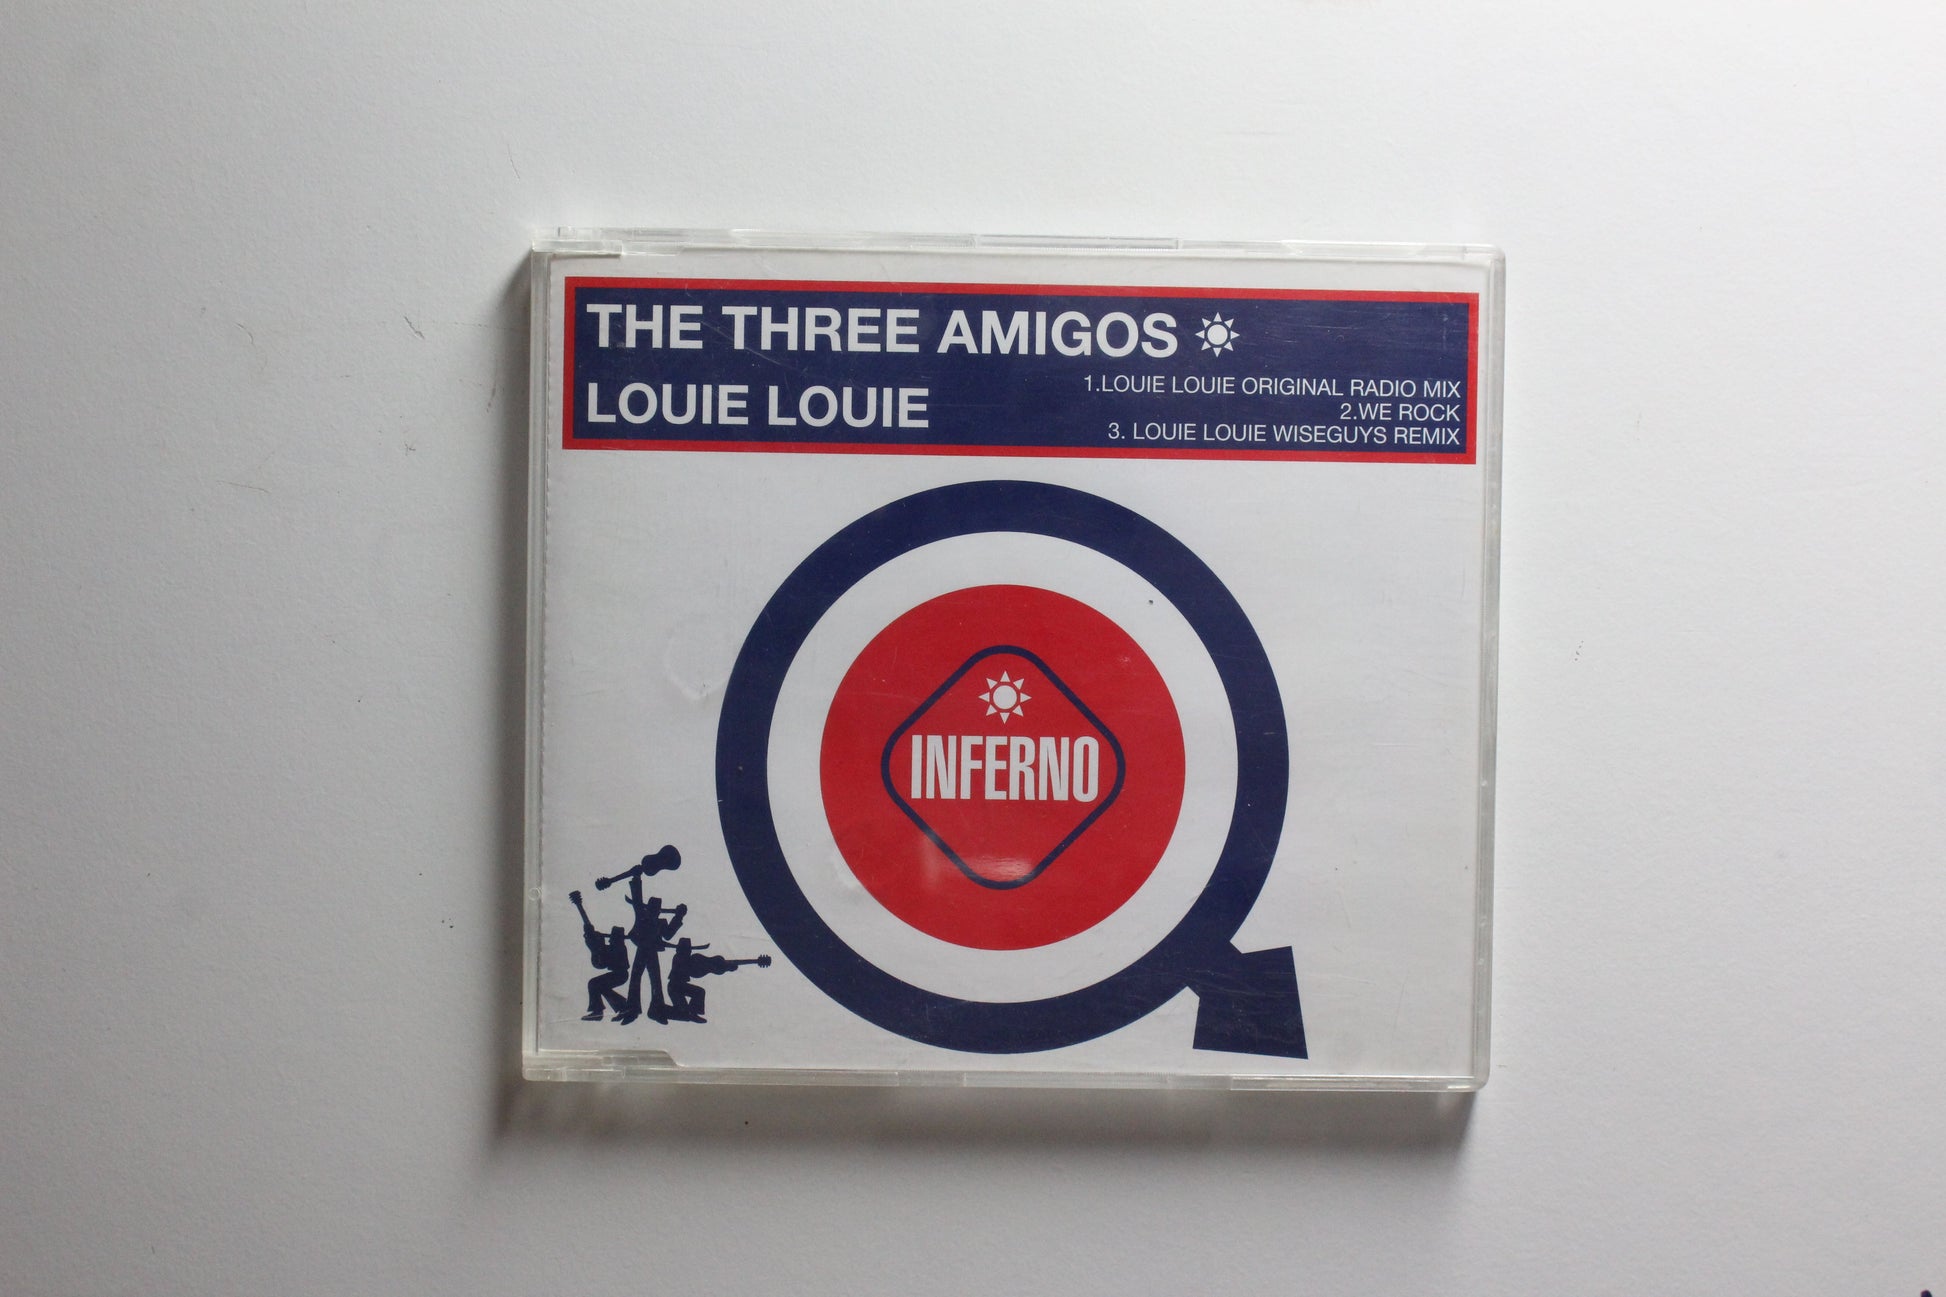 THE THREE AMIGOS
LOUIE LOUIE
1.LOUIE LOUIE ORIGINAL RADIO MIX
2.WE ROCK
3. LOUIE LOUIE WISEGUYS REMIX
INFERNO